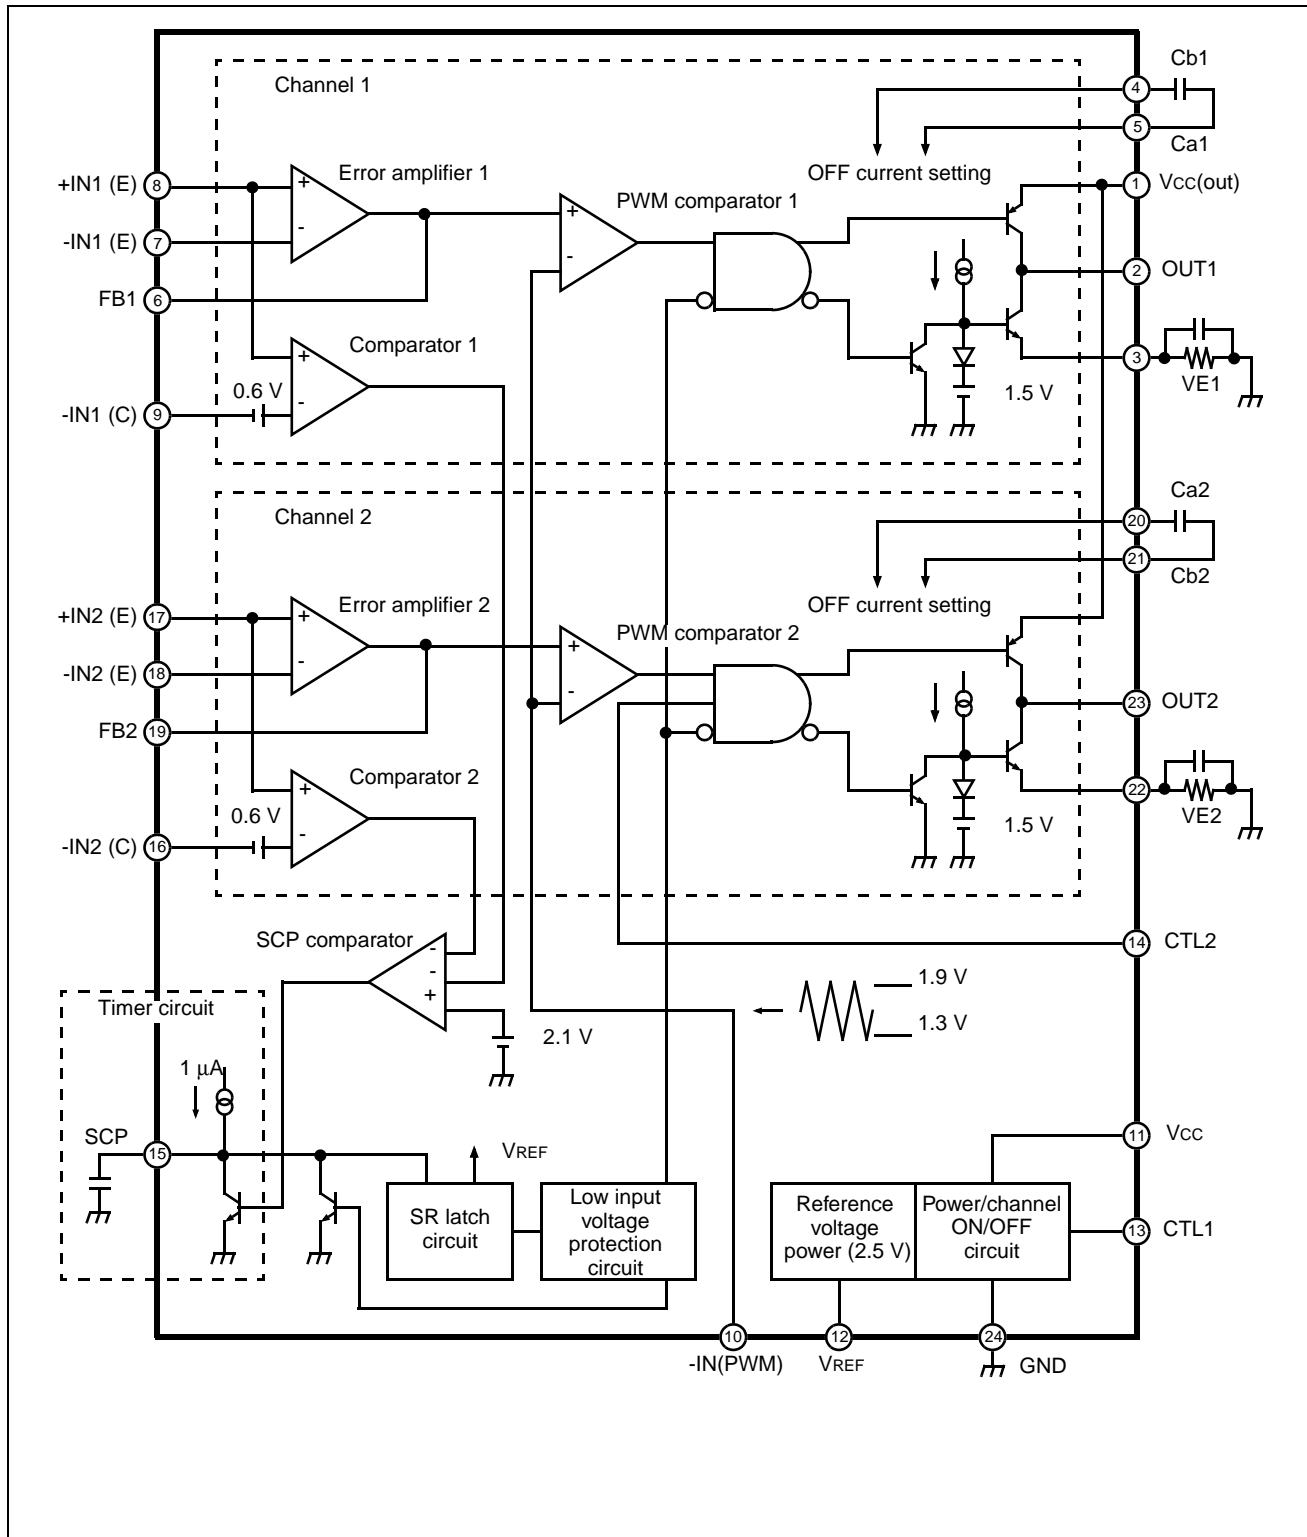 Cb1
Channel 1
4
5
Ca1
OFF current setting
+IN1 (E)
8
Error amplifier 1
+
-
PWM comparator 1
+
-
1
VCC(out)
-IN1 (E)
7
2
OUT1
FB1
6
Comparator 1
+
-
0.6 V
-IN1 (C)
9
3
VE1
1.5 V
Channel 2
Ca2
20
21
Cb2
OFF current setting
+IN2 (E)
17
Error amplifier 2
+
-
PWM comparator 2
+
-
-IN2 (E)
18
23
OUT2
FB2
19
Comparator 2
+
-
0.6 V
-IN2 (C)
16
22
VE2
1.5 V
SCP comparator
-
-
+
14
CTL2
1.9 V
1.3 V
2.1 V
Timer circuit
1 μA
SCP
15
VREF
11
VCC
SR latch
circuit
Low input
voltage
protection
circuit
Reference
voltage
power (2.5 V)
Power/channel
ON/OFF
circuit
13
CTL1
10
12
24
-IN(PWM)
VREF
GND